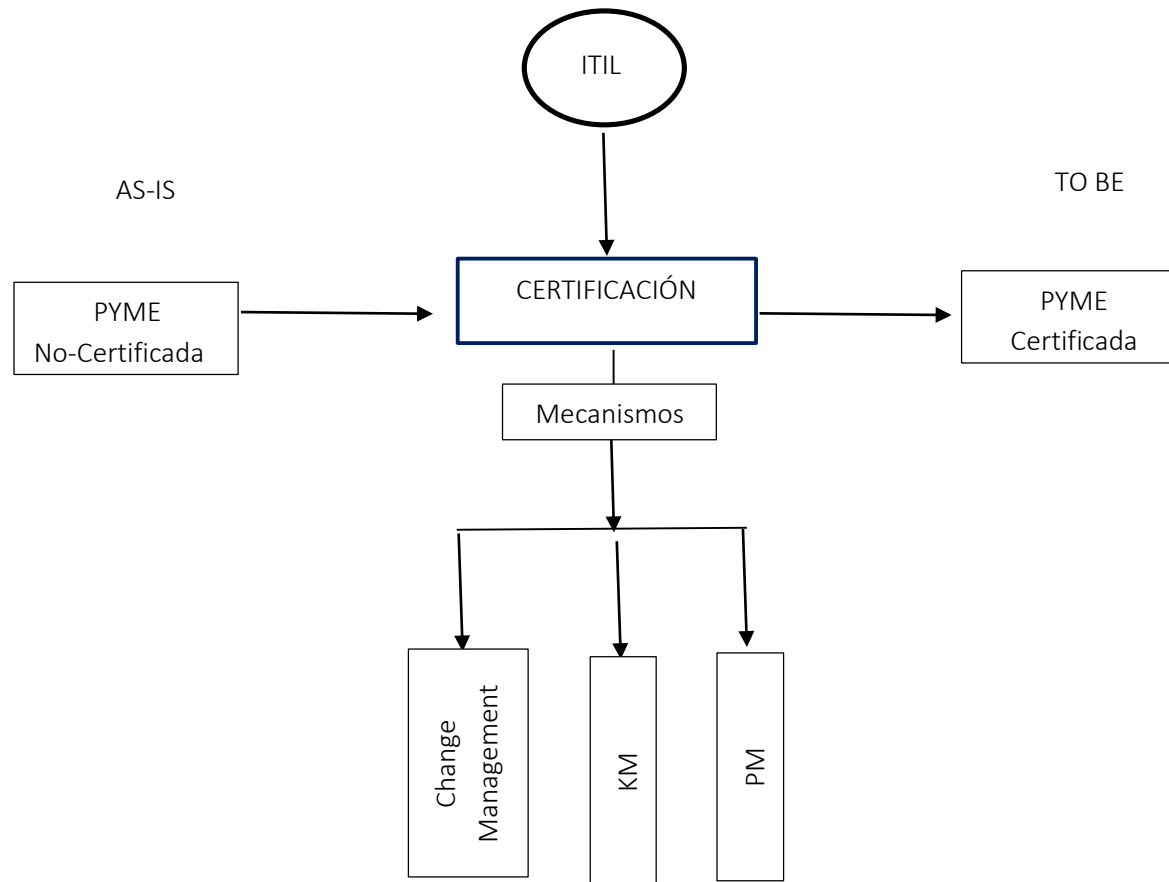 ITIL
AS-IS
TO BE
CERTIFICACIÓN
PYME
No-Certificada
PYME
Certificada
Mecanismos
Change
Management
KM
PM